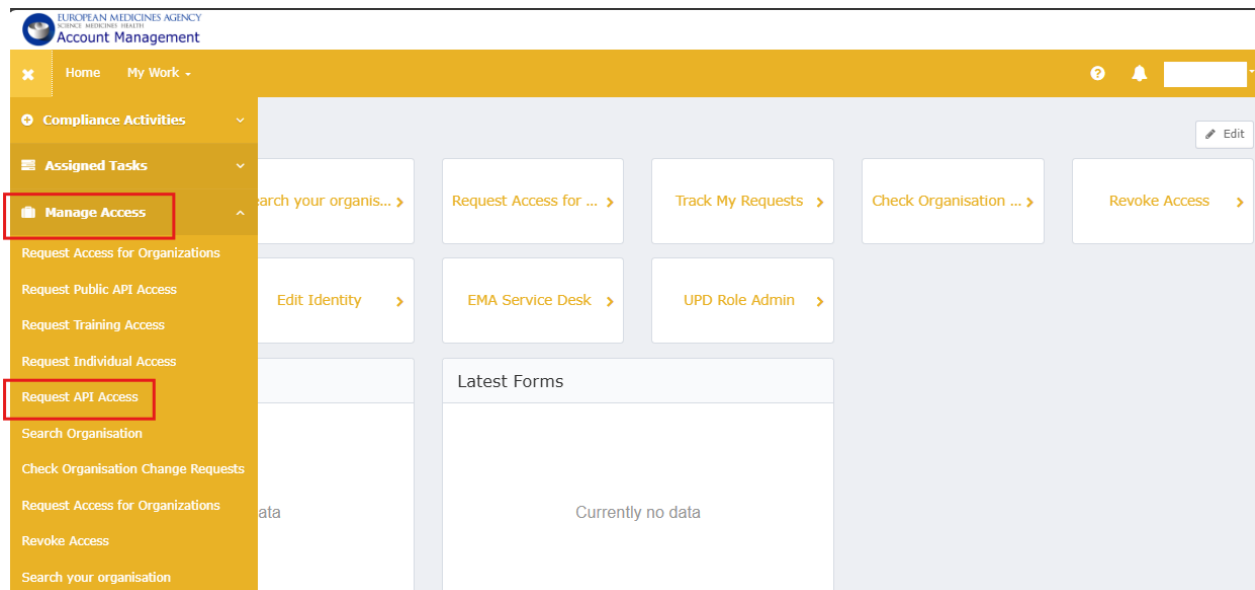 EUROPEAN MEDICINES AGENCY
SCIENCE MEDICINES HEALTH
Account Management
Home My Work
Compliance Activities
Edit
Assigned Tasks
Manage Access
earch your organis...
Request Access for ...
Track My Requests
Check Organisation ...
Revoke Access
Request Access for Organizations
Request Public API Access
Edit Identity
EMA Service Desk
UPD Role Admin
Request Training Access
Request Individual Access
Latest Forms
Request API Access
Search Organisation
Check Organisation Change Requests
Request Access for Organizations
ata
Currently no data
Revoke Access
Search your organisation